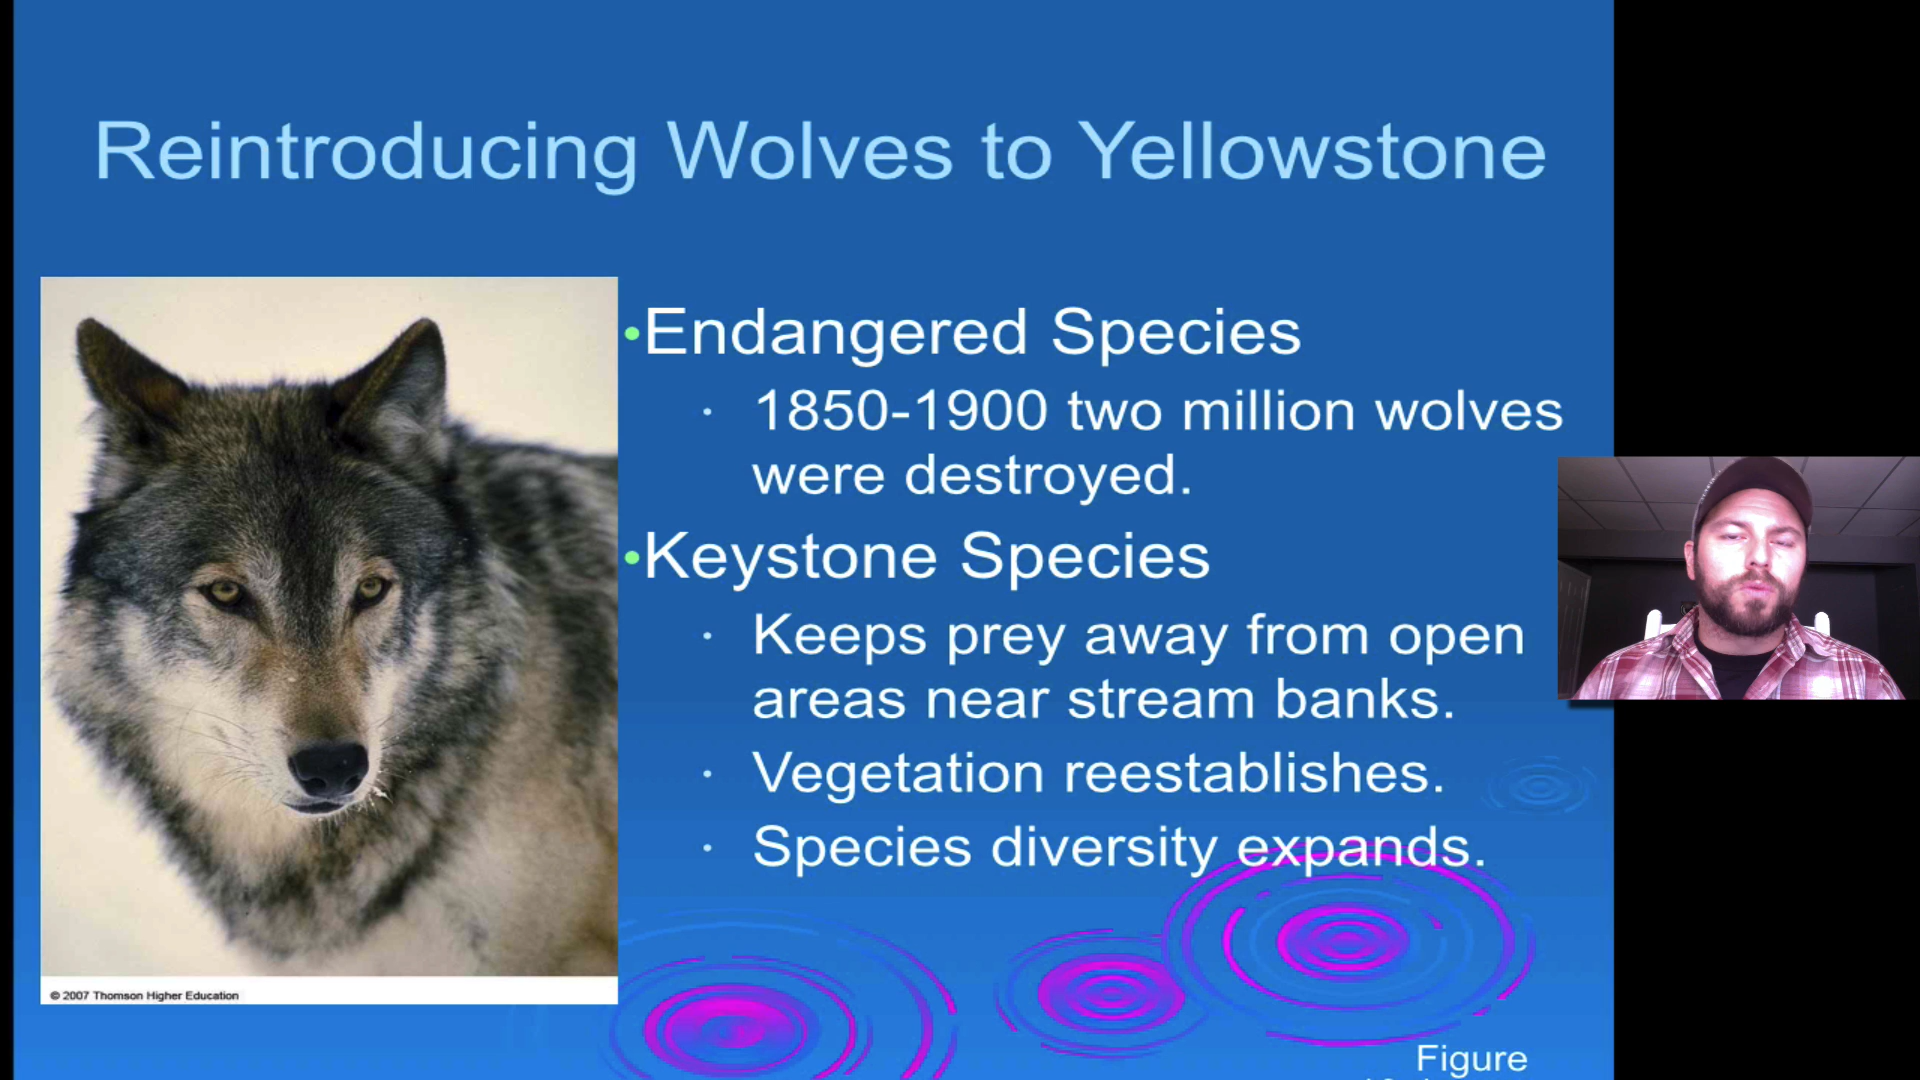 Reintroducing Wolves to Yellowstone
•Endangered Species
· 1850-1900 two million wolves
were destroyed.
•Keystone Species
· Keeps prey away from open
areas near stream banks.
· Vegetation reestablishes.
· Species diversity expands.
© 2007 Thomson Higher Education
Figure